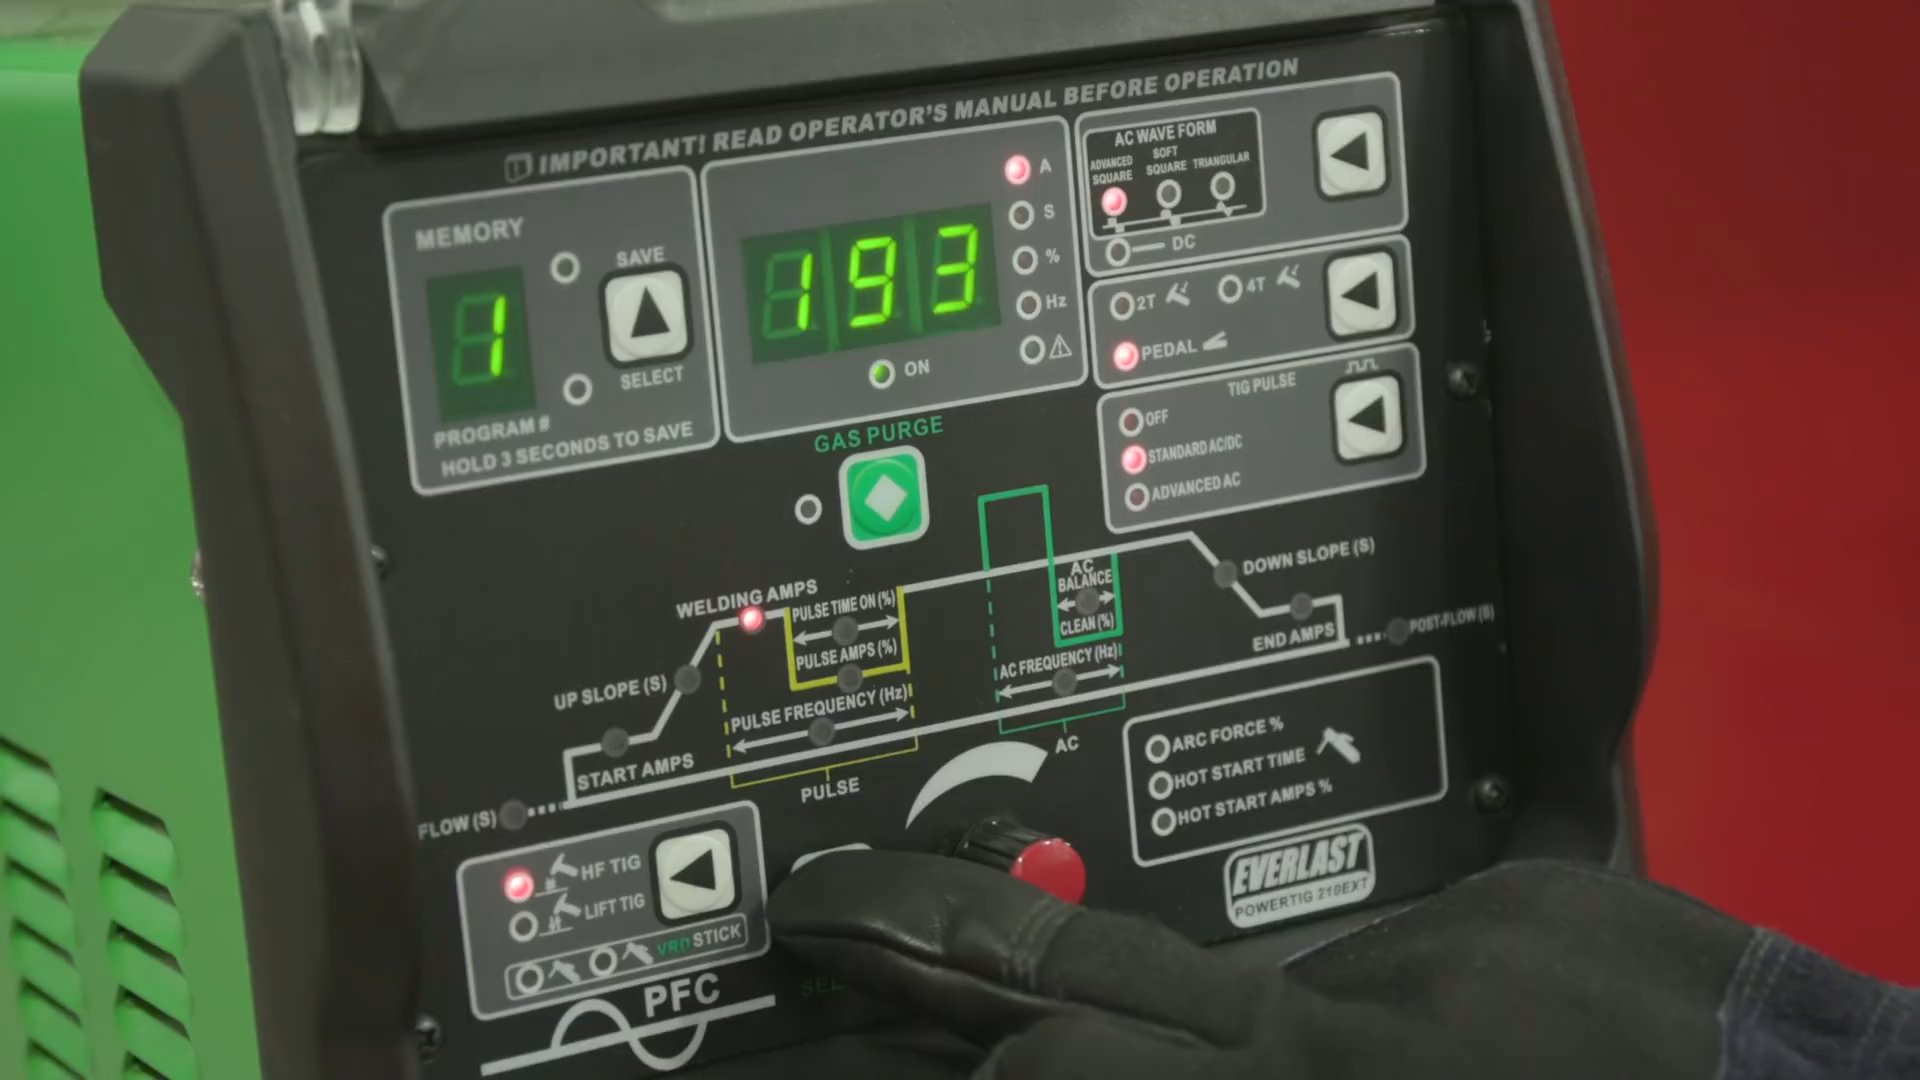 IMPORTANT! READ OPERATOR'S MANUAL BEFORE OPERATION
MEMORY
SAVE
1
SELECT
PROGRAM #
HOLD 3 SECONDS TO SAVE
193
A
S
%
Hz
ON
AC WAVE FORM
ADVANCED SQUARE
SOFT SQUARE
TRIANGULAR
DC
2T
4T
PEDAL
TIG PULSE
OFF
STANDARD AC/DC
ADVANCED AC
GAS PURGE
WELDING AMPS
PULSE TIME ON (%)
PULSE AMPS (%)
PULSE FREQUENCY (Hz)
PULSE
UP SLOPE (S)
START AMPS
FLOW (S)
AC
BALANCE
CLEAN (%)
AC FREQUENCY (Hz)
AC
DOWN SLOPE (S)
END AMPS
POST-FLOW (S)
ARC FORCE %
HOT START TIME
HOT START AMPS %
HF TIG
LIFT TIG
VRD STICK
PFC
EVERLAST
POWERTIG 210EXT